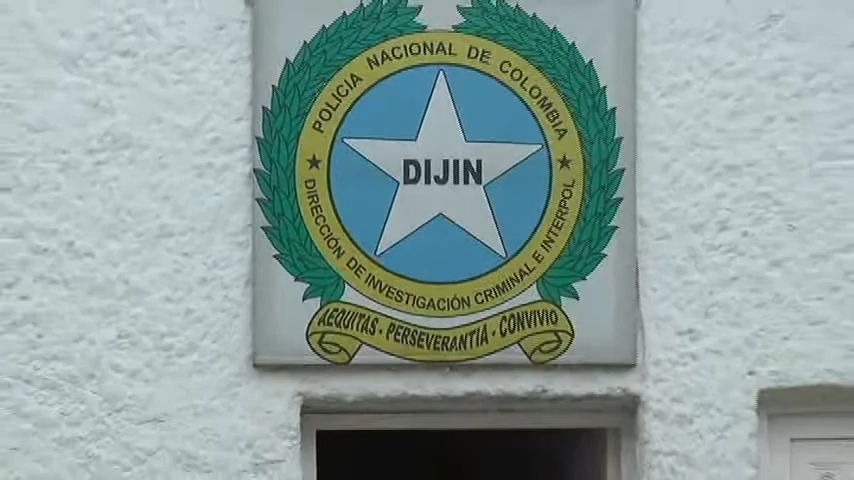 POLICIA NACIONAL DE COLOMBIA
DIJIN
DIRECCIÓN DE INVESTIGACIÓN CRIMINAL E INTERPOL
AEQUITAS - PERSEVERANTIA - CONVIVIO